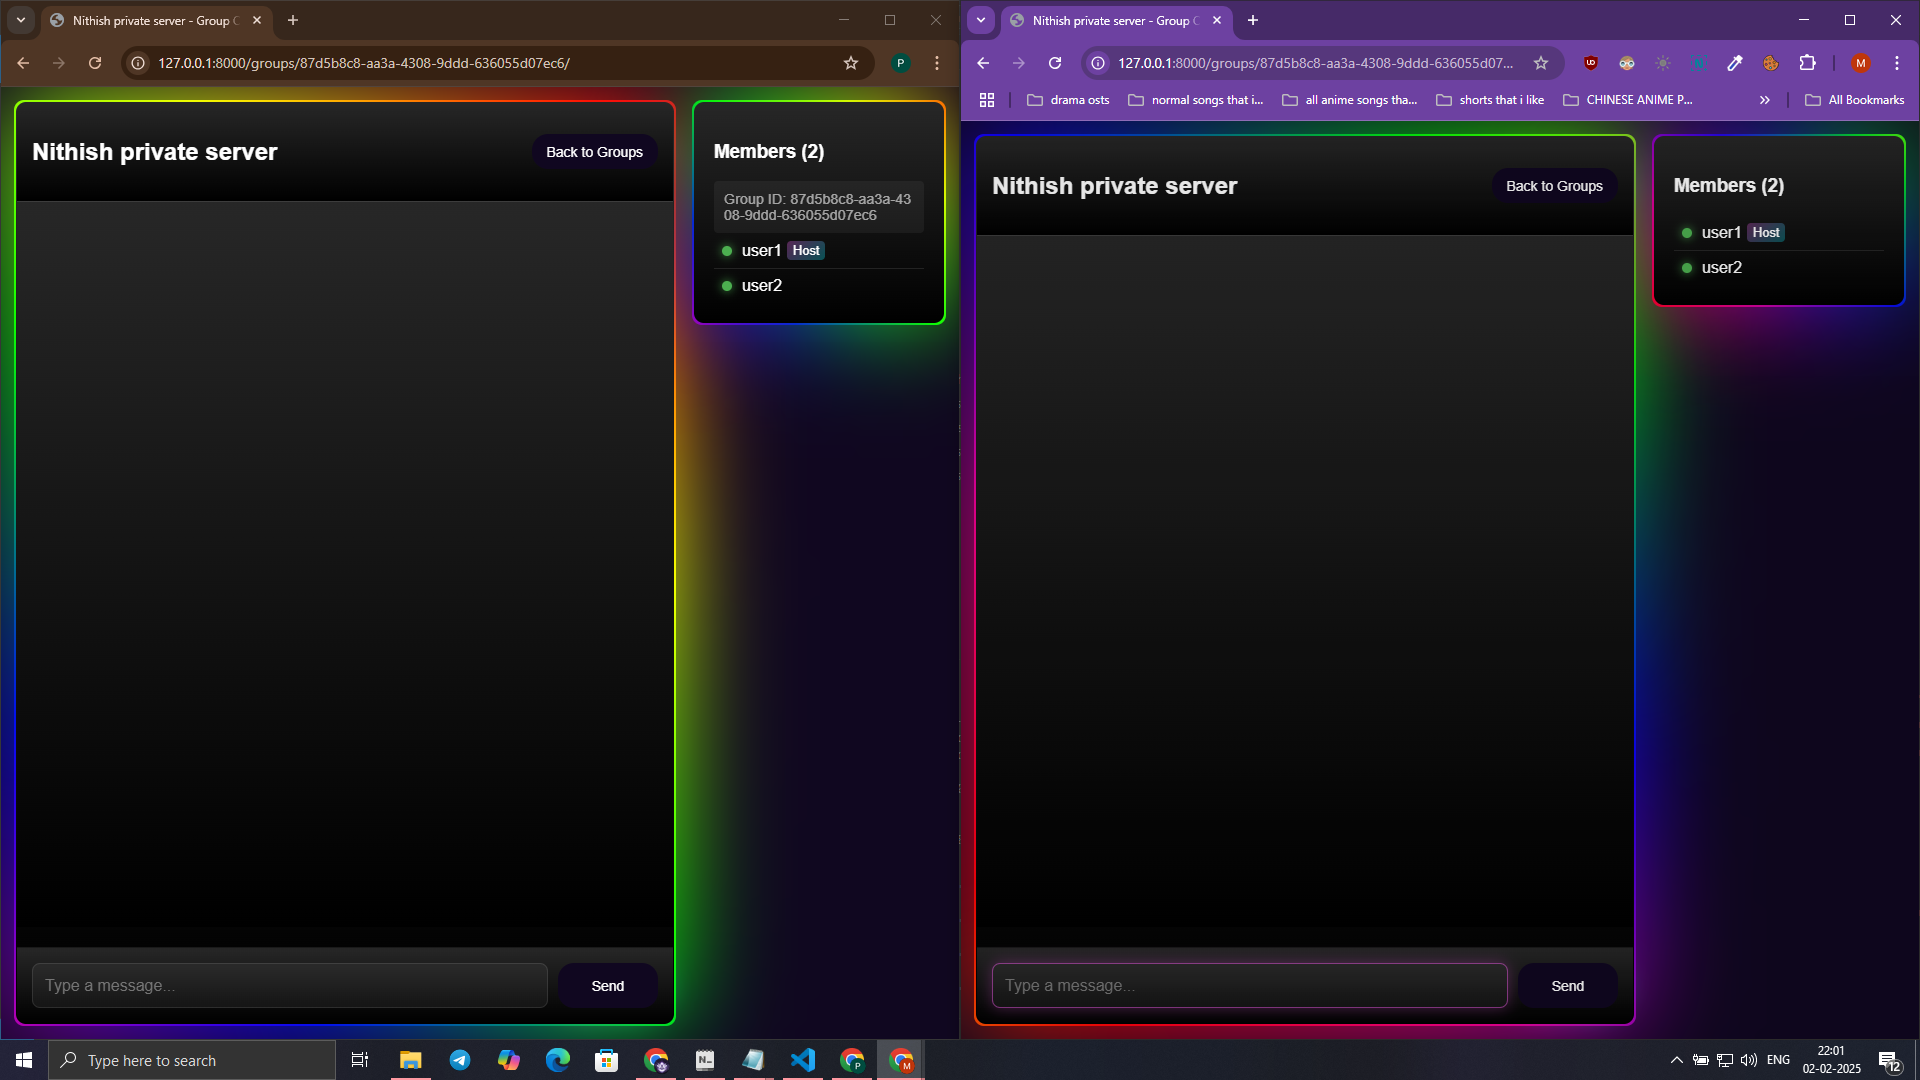 Nithish private server - Group C
127.0.0.1:8000/groups/87d5b8c8-aa3a-4308-9ddd-636055d07ec6/
P
Nithish private server
Back to Groups
Members (2)
Group ID: 87d5b8c8-aa3a-43
08-9ddd-636055d07ec6
user1 Host
user2
Type a message...
Send
Nithish private server - Group C
127.0.0.1:8000/groups/87d5b8c8-aa3a-4308-9ddd-636055d07...
M
drama osts
normal songs that i...
all anime songs tha...
shorts that i like
CHINESE ANIME P...
All Bookmarks
Nithish private server
Back to Groups
Members (2)
user1 Host
user2
Type a message...
Send
Type here to search
ENG
22:01
02-02-2025
12